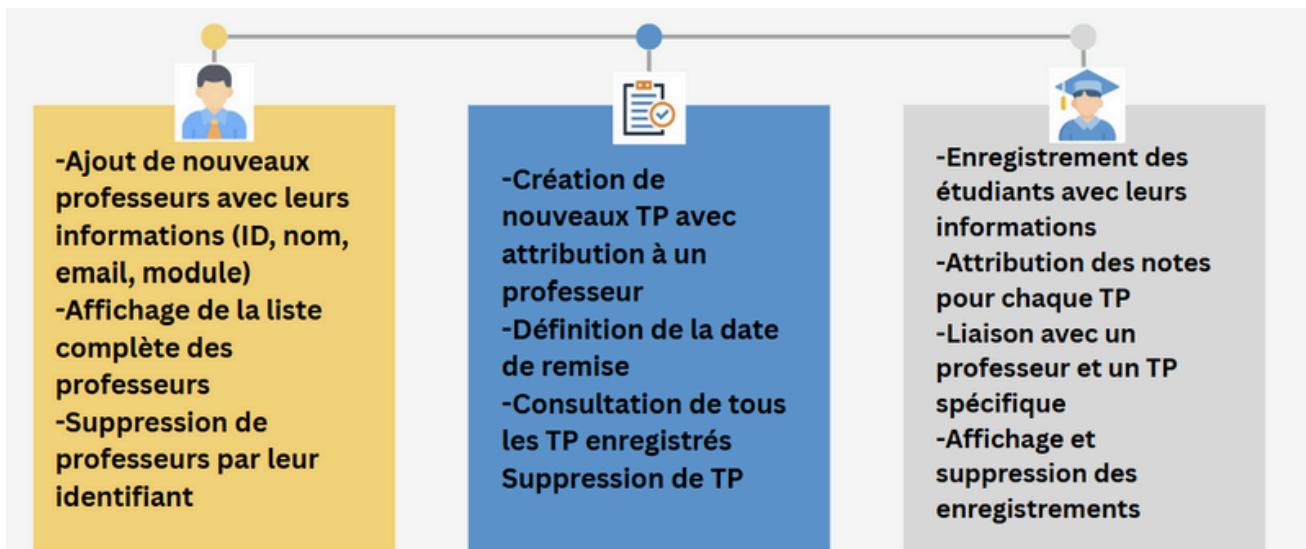 -Ajout de nouveaux
professeurs avec leurs
informations (ID, nom,
email, module)
-Affichage de la liste
complète des
professeurs
-Suppression de
professeurs par leur
identifiant
-Création de
nouveaux TP avec
attribution à un
professeur
-Définition de la date
de remise
-Consultation de tous
les TP enregistrés
Suppression de TP
-Enregistrement des
étudiants avec leurs
informations
-Attribution des notes
pour chaque TP
-Liaison avec un
professeur et un TP
spécifique
-Affichage et
suppression des
enregistrements